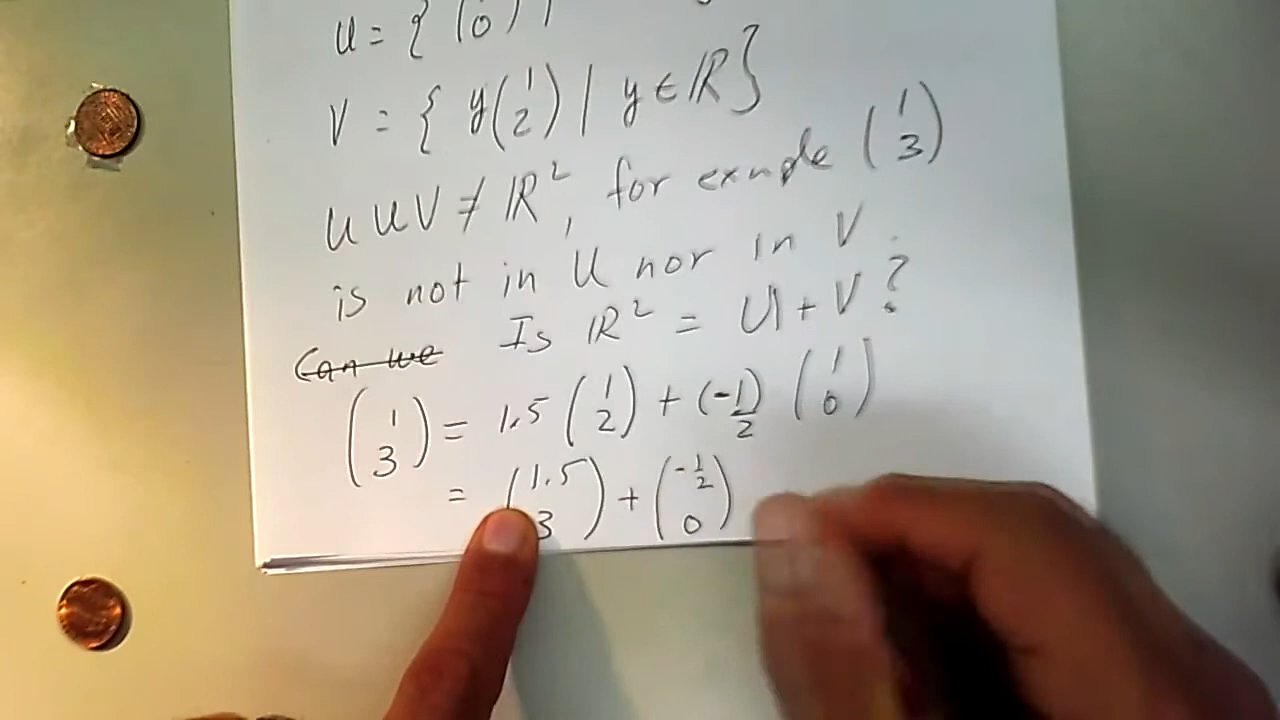 U = { (0)
V = { y(1 2) | y ∈ ℝ }
U ∪ V ≠ ℝ², for exmple (1 3)
is not in U nor in V.
Can we Is ℝ² = U + V?
(1 3) = 1.5 (1 2) + (-1/2) (1 0)
= (1.5 3) + (-1/2 0)